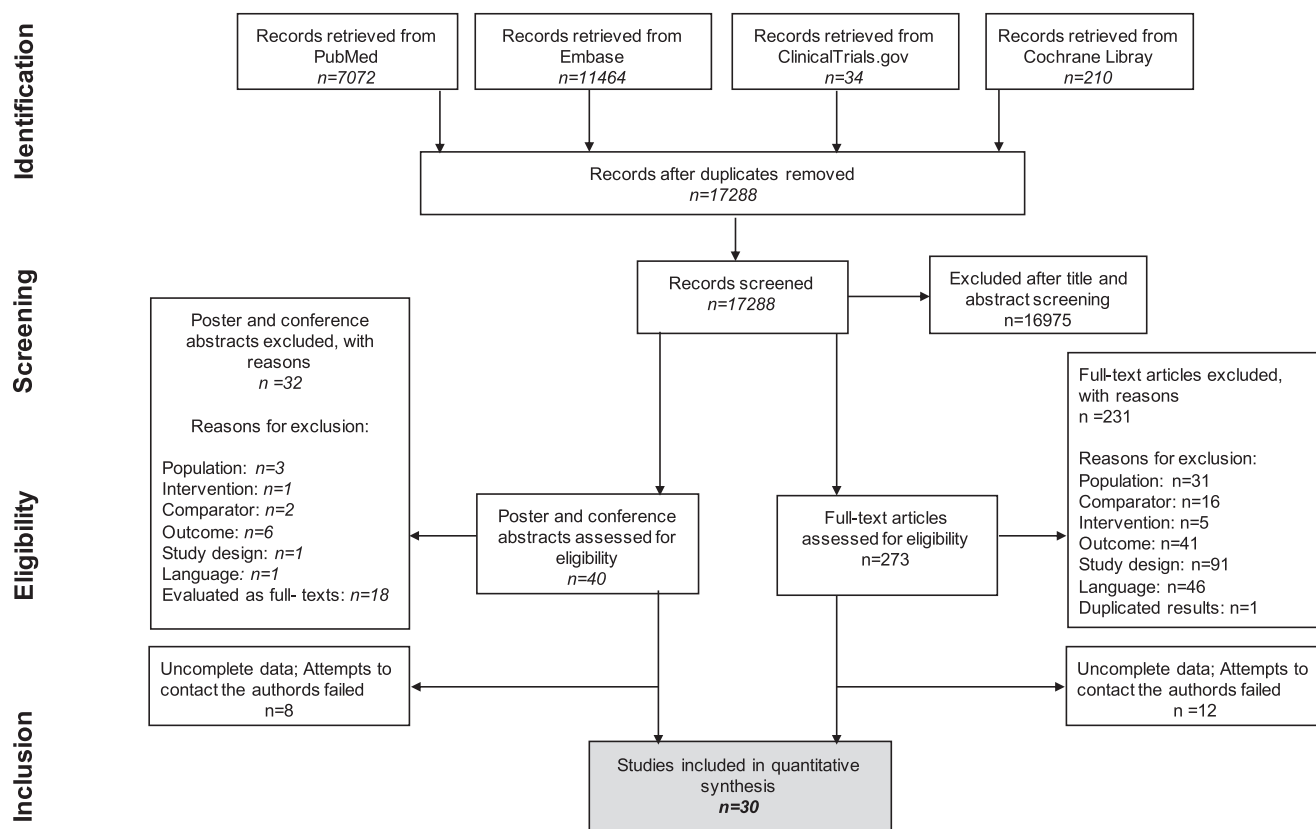 Identification
Records retrieved from
PubMed
n=7072
Records retrieved from
Embase
n=11464
Records retrieved from
ClinicalTrials.gov
n=34
Records retrieved from
Cochrane Libray
n=210
Records after duplicates removed
n=17288
Screening
Records screened
n=17288
Excluded after title and
abstract screening
n=16975
Poster and conference
abstracts excluded, with
reasons
n =32
Reasons for exclusion:
Population: n=3
Intervention: n=1
Comparator: n=2
Outcome: n=6
Study design: n=1
Language: n=1
Evaluated as full- texts: n=18
Full-text articles excluded,
with reasons
n =231
Reasons for exclusion:
Population: n=31
Comparator: n=16
Intervention: n=5
Outcome: n=41
Study design: n=91
Language: n=46
Duplicated results: n=1
Eligibility
Poster and conference
abstracts assessed for
eligibility
n=40
Full-text articles
assessed for eligibility
n=273
Uncomplete data; Attempts to
contact the authords failed
n=8
Uncomplete data; Attempts to
contact the authords failed
n =12
Inclusion
Studies included in quantitative
synthesis
n=30